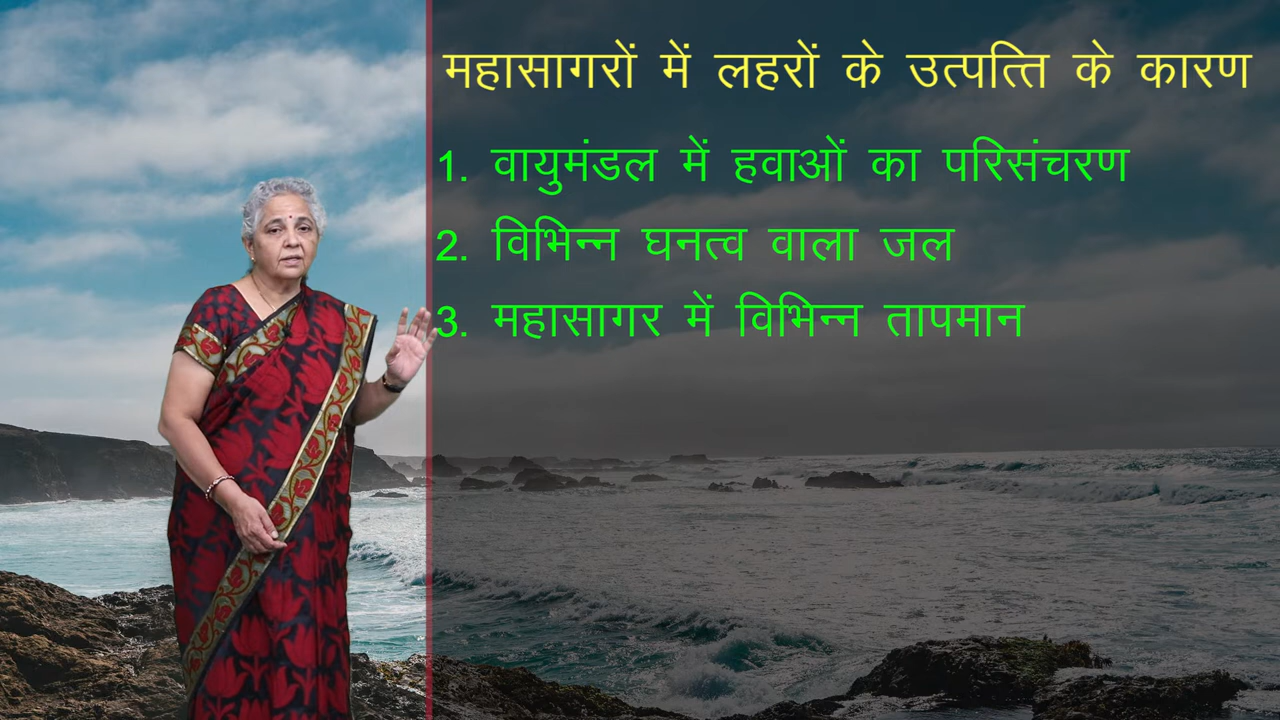 महासागरों में लहरों के उत्पत्ति के कारण
1. वायुमंडल में हवाओं का परिसंचरण
2. विभिन्न घनत्व वाला जल
3. महासागर में विभिन्न तापमान